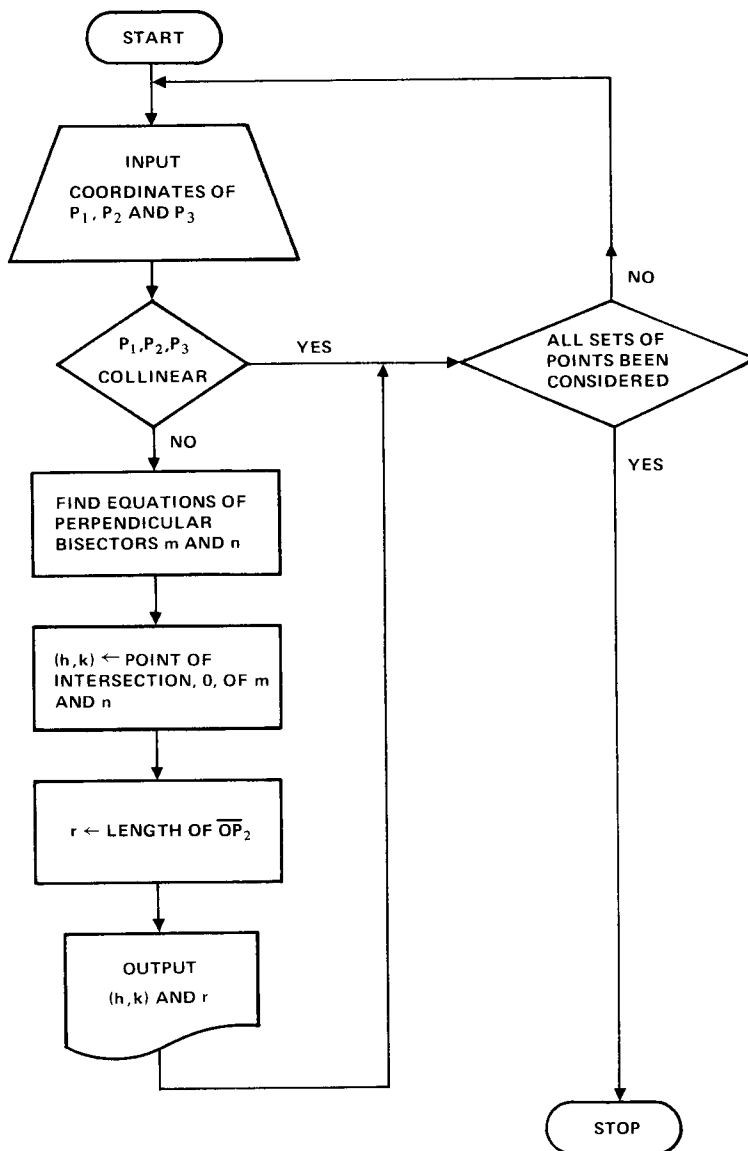 START
INPUT
COORDINATES OF
P₁, P₂ AND P₃
P₁,P₂,P₃
COLLINEAR
YES
NO
FIND EQUATIONS OF
PERPENDICULAR
BISECTORS m AND n
(h,k) ← POINT OF
INTERSECTION, 0, OF m
AND n
r ← LENGTH OF O̅P̅₂
OUTPUT
(h,k) AND r
NO
ALL SETS OF
POINTS BEEN
CONSIDERED
YES
STOP